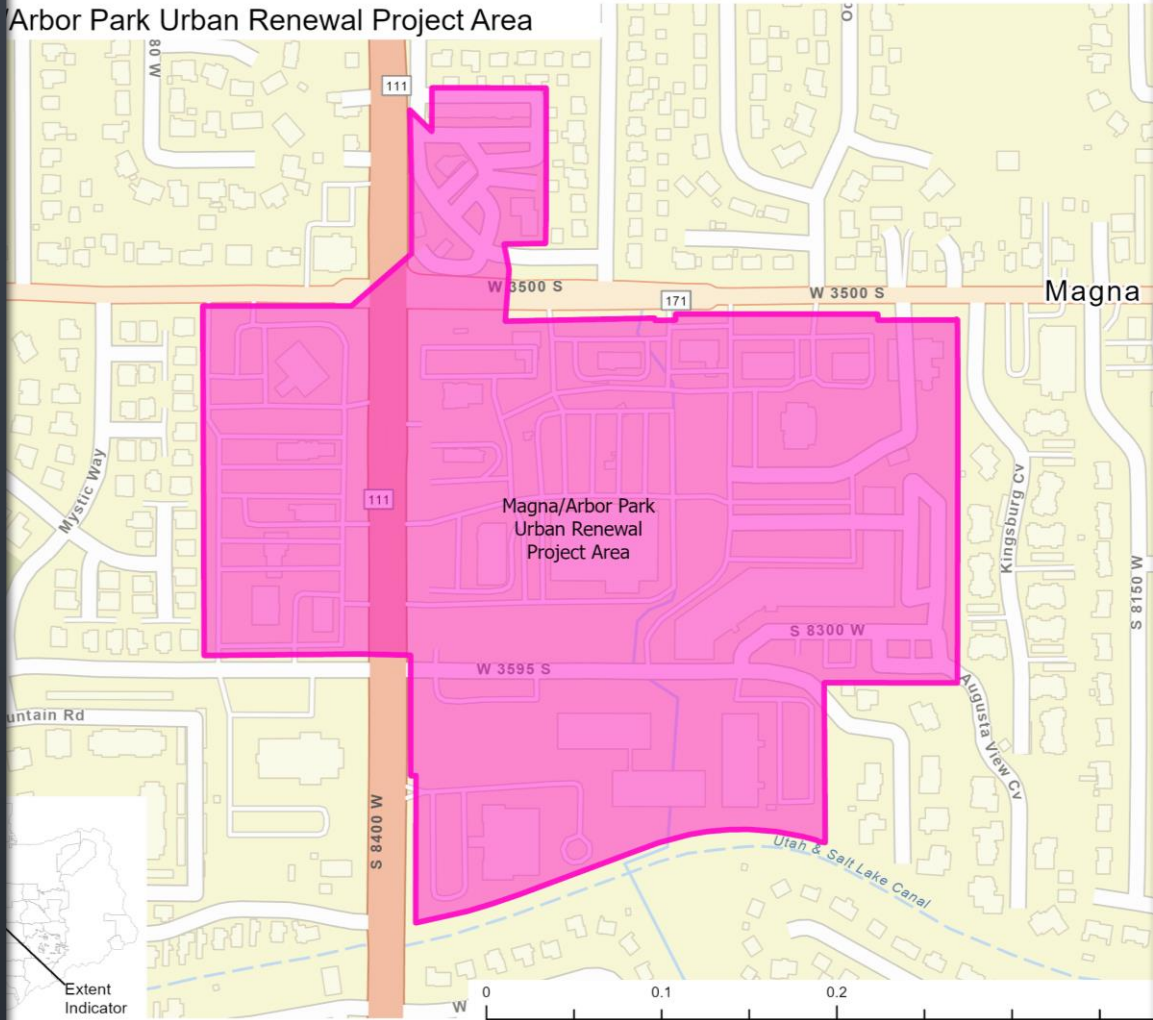 /Arbor Park Urban Renewal Project Area
80 W
111
W 3500 S
171
W 3500 S
Magna
Mystic Way
111
Magna/Arbor Park
Urban Renewal
Project Area
Kingsburg Cv
S 8150 W
S 8300 W
W 3595 S
Augusta View Cv
untain Rd
S 8400 W
Utah & Salt Lake Canal
Extent
Indicator
W
0
0.1
0.2